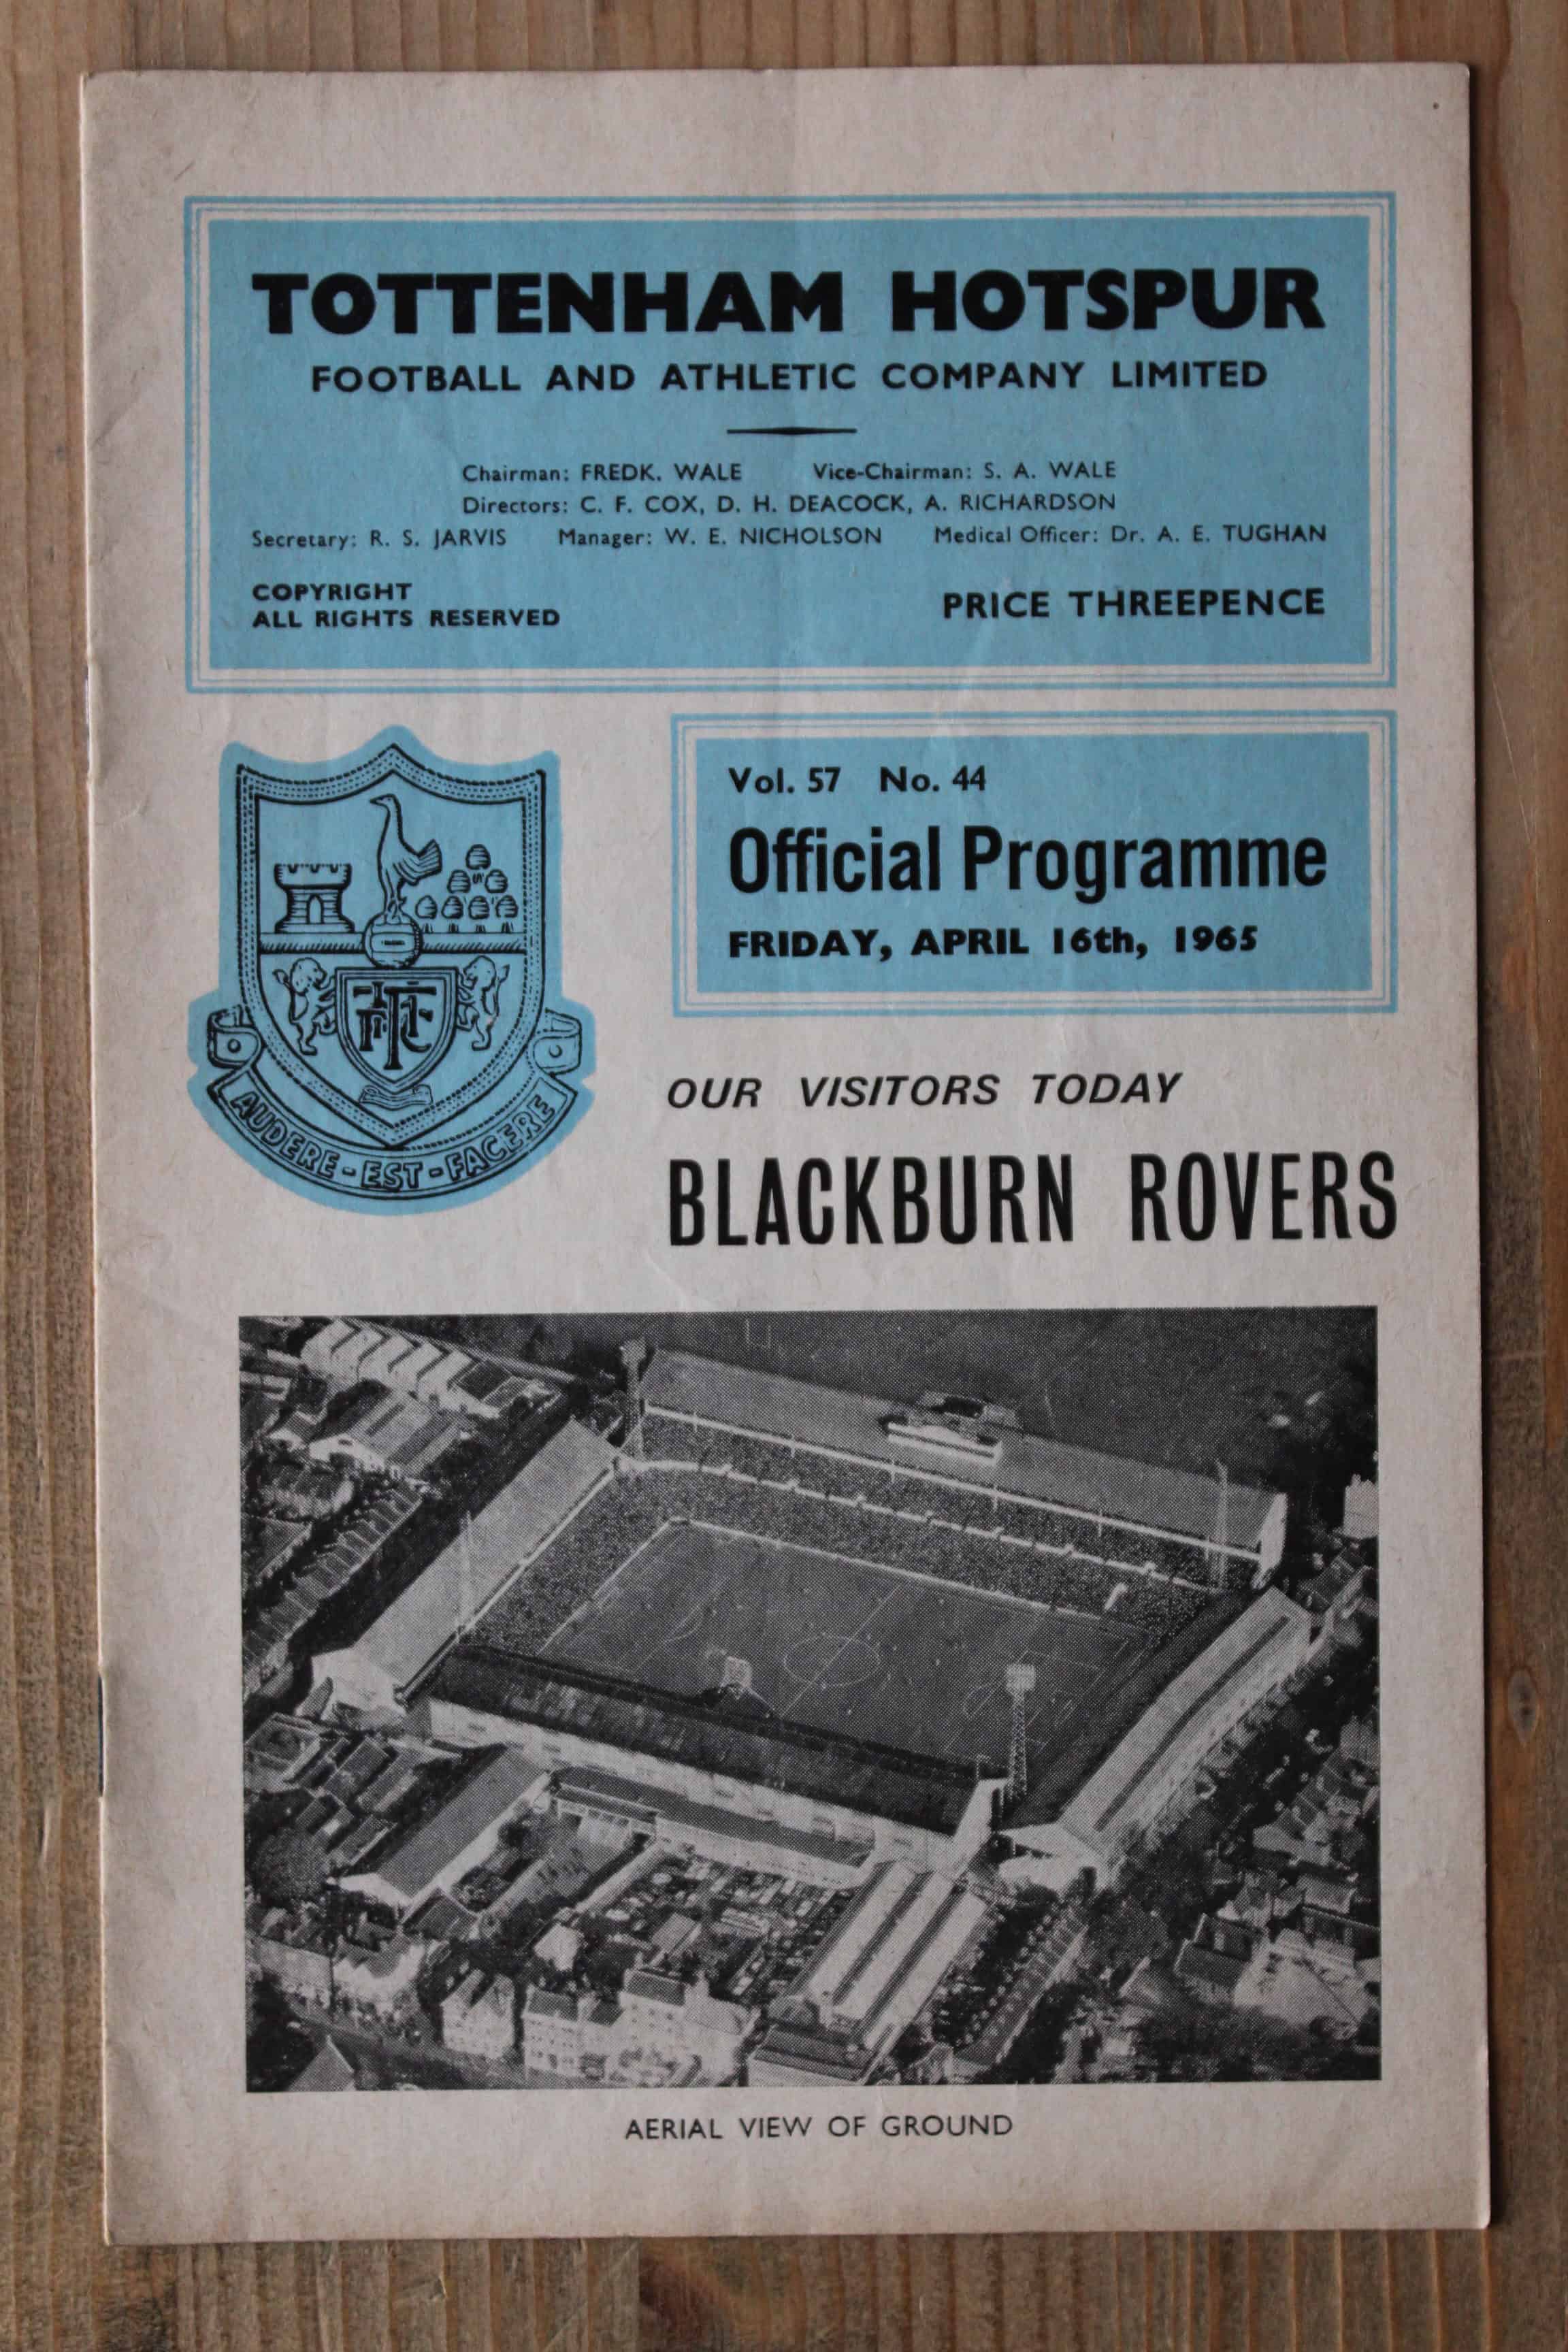 TOTTENHAM HOTSPUR
FOOTBALL AND ATHLETIC COMPANY LIMITED
Chairman: FREDK. WALE Vice-Chairman: S. A. WALE
Directors: C. F. COX, D. H. DEACOCK, A. RICHARDSON
Secretary: R. S. JARVIS Manager: W. E. NICHOLSON Medical Officer: Dr. A. E. TUGHAN
COPYRIGHT
ALL RIGHTS RESERVED
PRICE THREEPENCE
Vol. 57 No. 44
Official Programme
FRIDAY, APRIL 16th, 1965
AUDERE-EST-FACERE
OUR VISITORS TODAY
BLACKBURN ROVERS
AERIAL VIEW OF GROUND